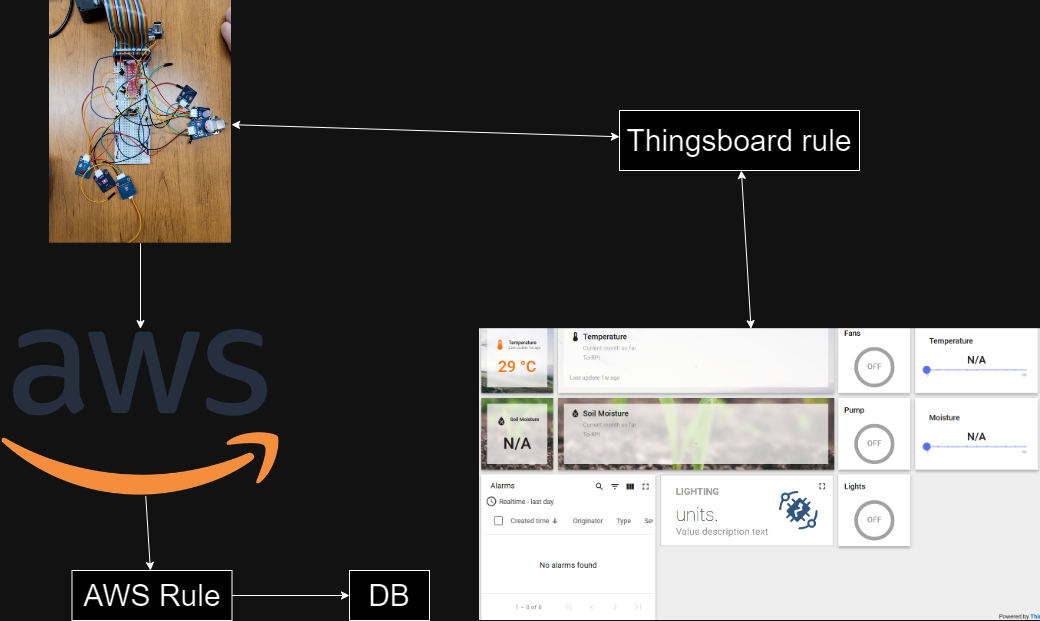 Thingsboard rule
aws
AWS Rule
DB
Temperature
Last update 1w ago
29 °C
Temperature
Current month so far
To-RPI
Last update 1w ago
Fans
OFF
Temperature
N/A
Soil Moisture
N/A
Soil Moisture
Current month so far
To-RPI
Pump
OFF
Moisture
N/A
Alarms
Realtime - last day
Created time Originator Type Se
No alarms found
1 – 0 of 0
LIGHTING
units.
Value description text
Lights
OFF
Powered by Thi